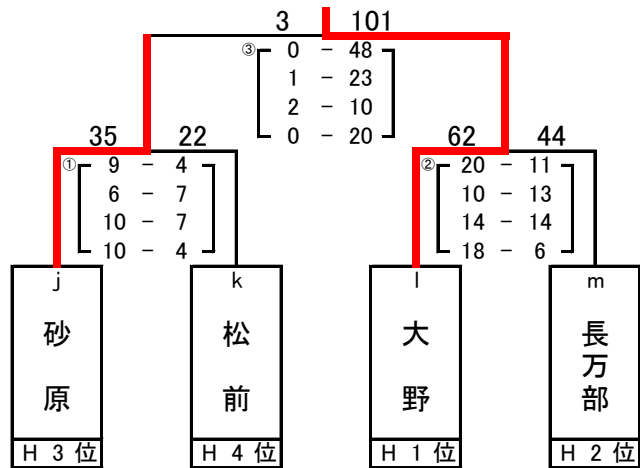 3 101
③ 0 - 48
1 - 23
2 - 10
0 - 20
35 22
① 9 - 4
6 - 7
10 - 7
10 - 4
62 44
② 20 - 11
10 - 13
14 - 14
18 - 6
j
砂原
H 3 位
k
松前
H 4 位
l
大野
H 1 位
m
長万部
H 2 位